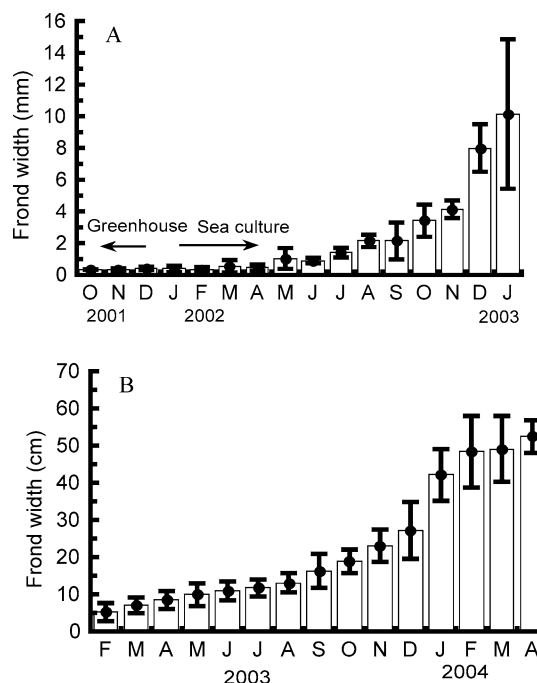 A
16
14
12
10
8
6
4
2
0
Frond width (mm)
Greenhouse Sea culture
O N D J F M A M J J A S O N D J
2001 2002 2003
B
70
60
50
40
30
20
10
0
Frond width (cm)
F M A M J J A S O N D J F M A
2003 2004